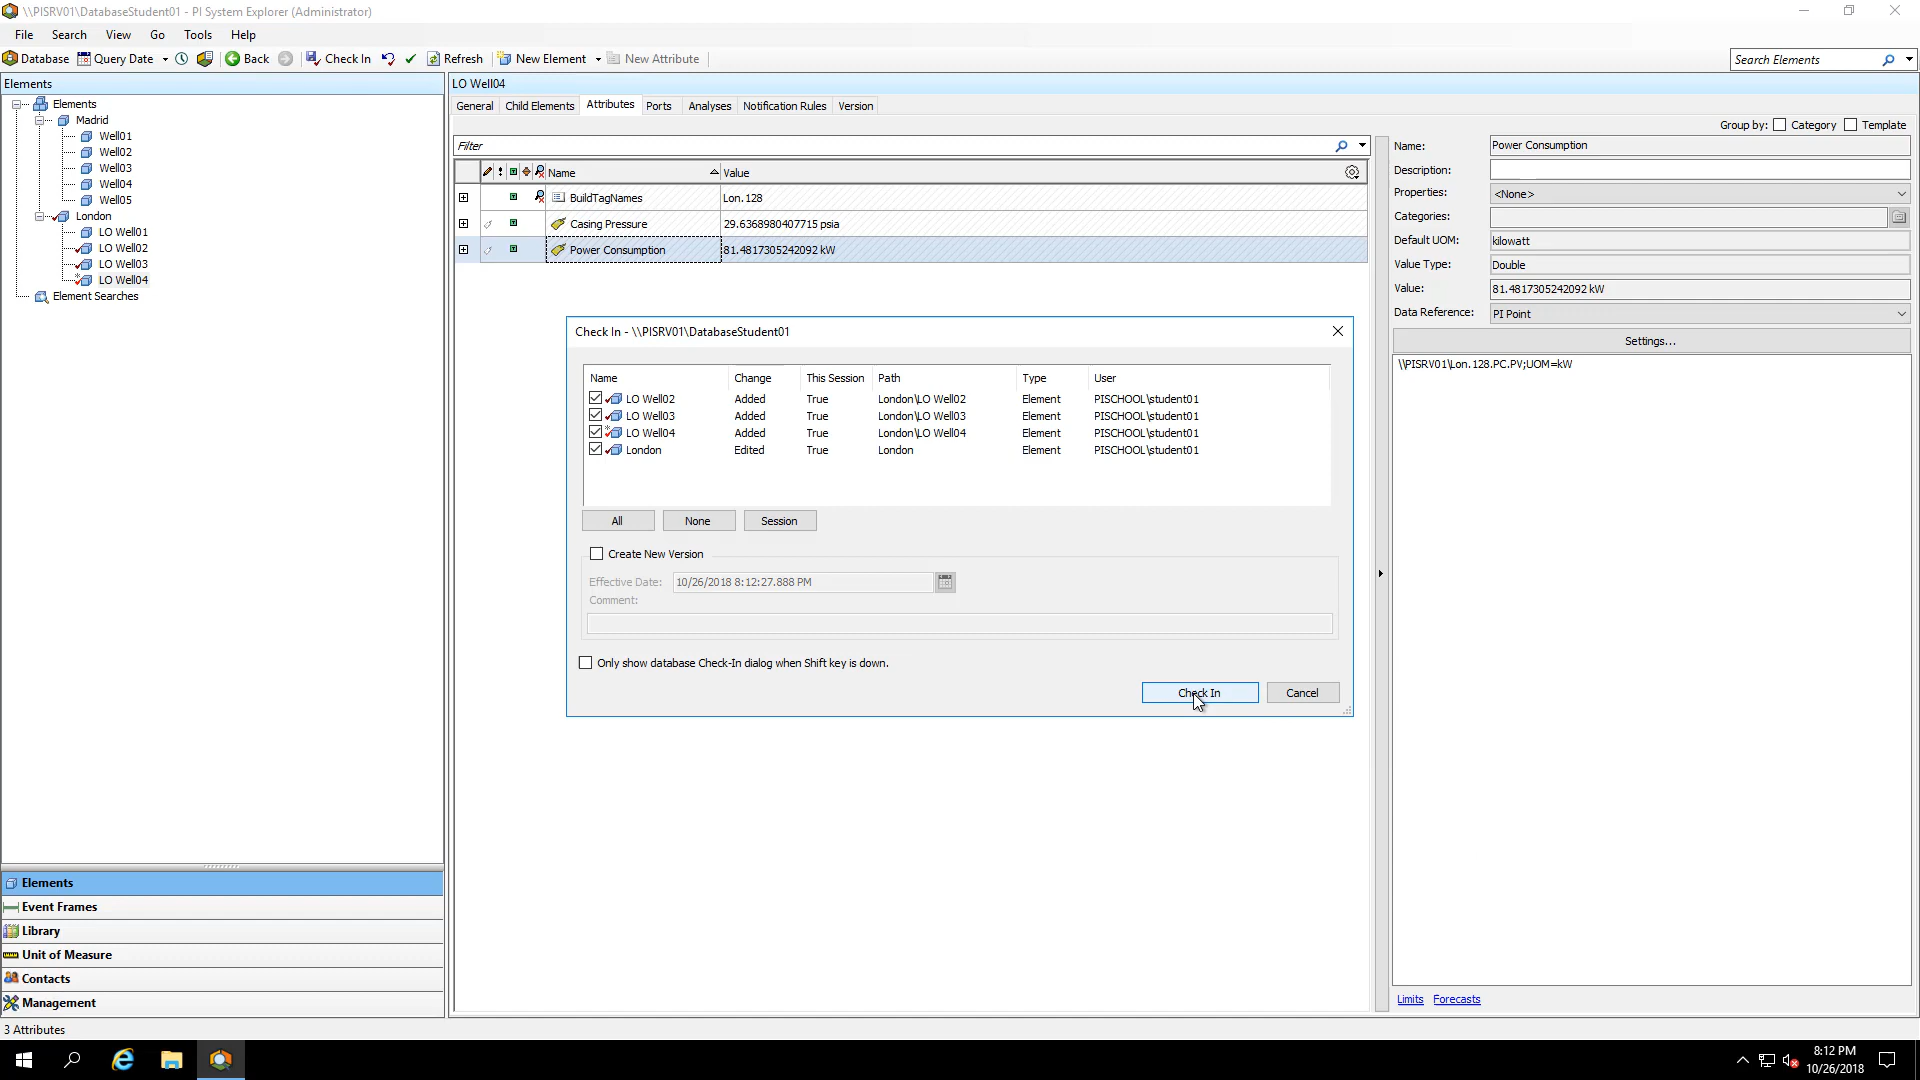 \\PISRV01\DatabaseStudent01 - PI System Explorer (Administrator)
File Search View Go Tools Help
Database Query Date Back Check In Refresh New Element New Attribute Search Elements
Elements
Elements
Madrid
Well01
Well02
Well03
Well04
Well05
London
LO Well01
LO Well02
LO Well03
LO Well04
Element Searches
Elements
Event Frames
Library
Unit of Measure
Contacts
Management
3 Attributes
LO Well04
General Child Elements Attributes Ports Analyses Notification Rules Version
Group by: Category Template
Filter
Name Value
BuildTagNames Lon.128
Casing Pressure 29.6368980407715 psia
Power Consumption 81.4817305242092 kW
Name: Power Consumption
Description:
Properties: <None>
Categories:
Default UOM: kilowatt
Value Type: Double
Value: 81.4817305242092 kW
Data Reference: PI Point
Settings...
\\PISRV01\Lon.128.PC.PV;UOM=kW
Limits Forecasts
Check In - \\PISRV01\DatabaseStudent01
Name Change This Session Path Type User
LO Well02 Added True London\LO Well02 Element PISCHOOL\student01
LO Well03 Added True London\LO Well03 Element PISCHOOL\student01
LO Well04 Added True London\LO Well04 Element PISCHOOL\student01
London Edited True London Element PISCHOOL\student01
All None Session
Create New Version
Effective Date: 10/26/2018 8:12:27.888 PM
Comment:
Only show database Check-In dialog when Shift key is down.
Check In Cancel
8:12 PM
10/26/2018